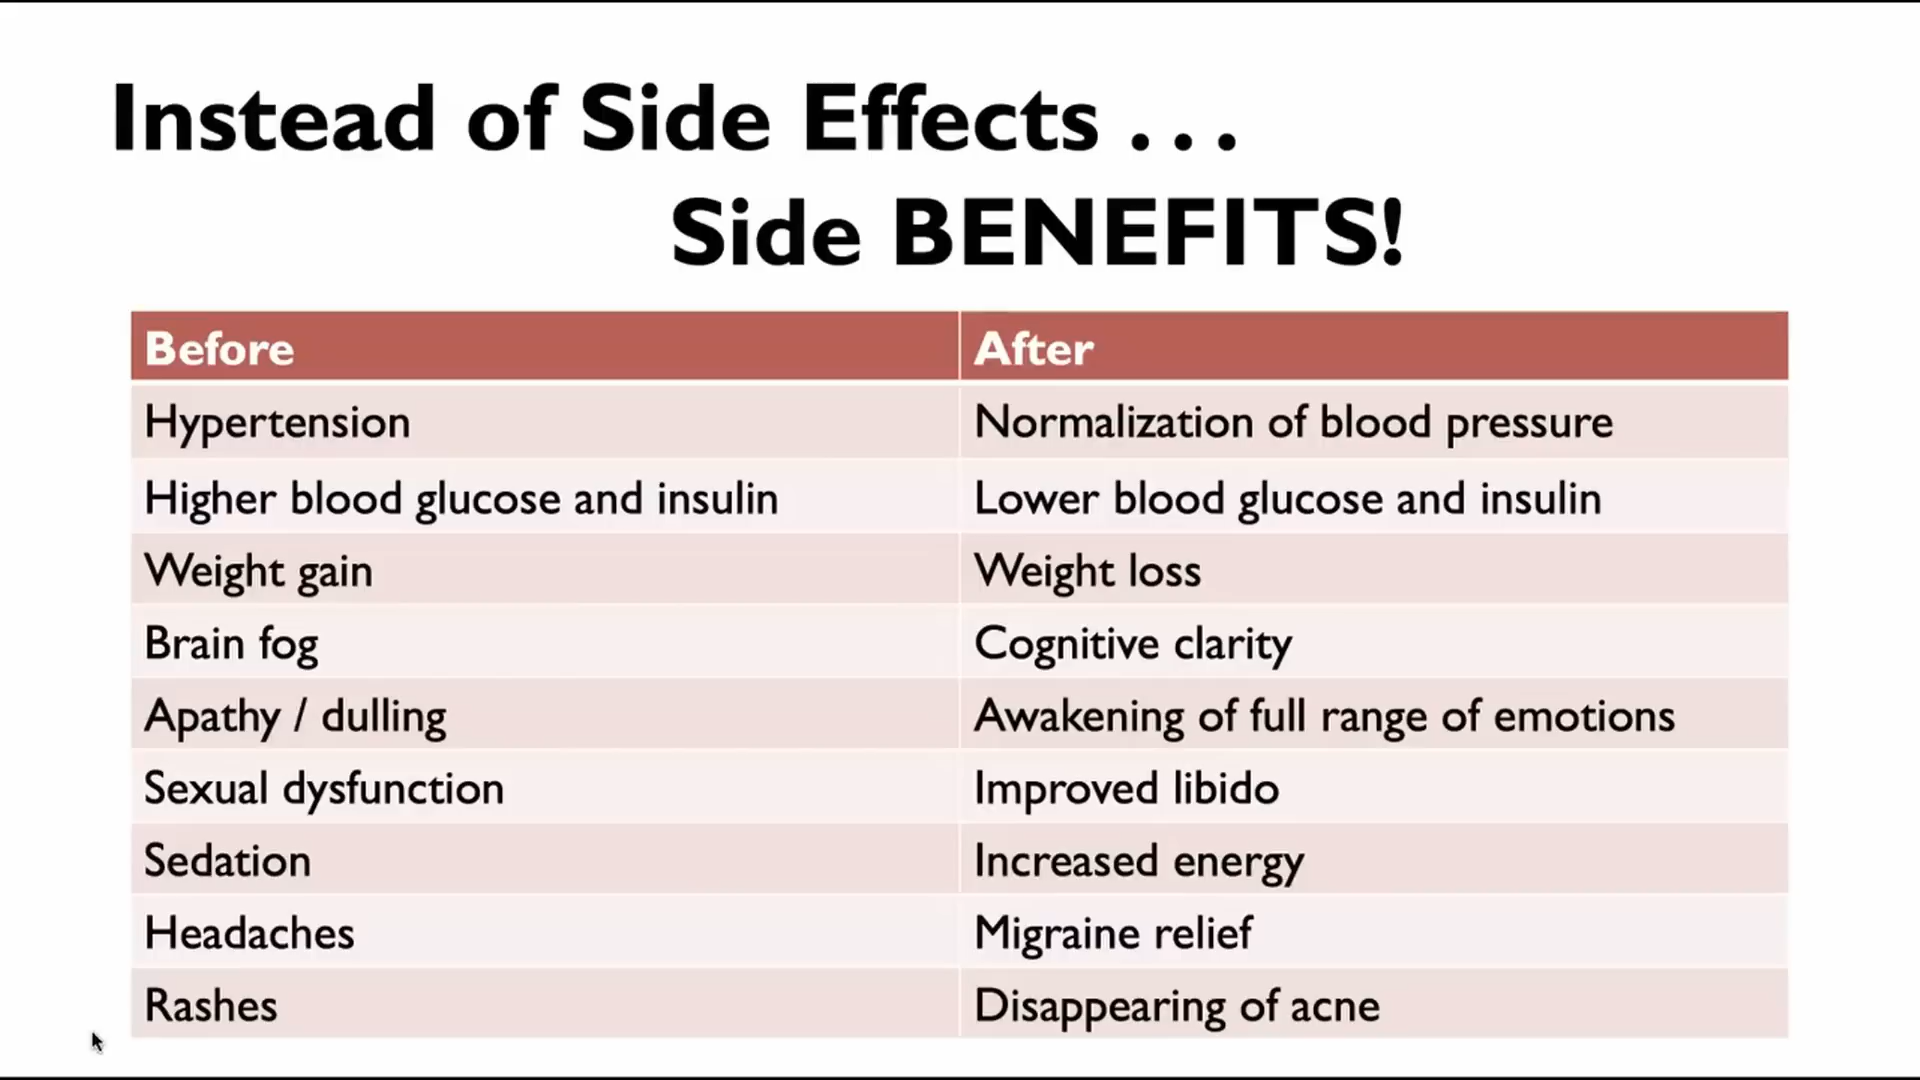 Instead of Side Effects . . .
Side BENEFITS!
Before After
Hypertension Normalization of blood pressure
Higher blood glucose and insulin Lower blood glucose and insulin
Weight gain Weight loss
Brain fog Cognitive clarity
Apathy / dulling Awakening of full range of emotions
Sexual dysfunction Improved libido
Sedation Increased energy
Headaches Migraine relief
Rashes Disappearing of acne